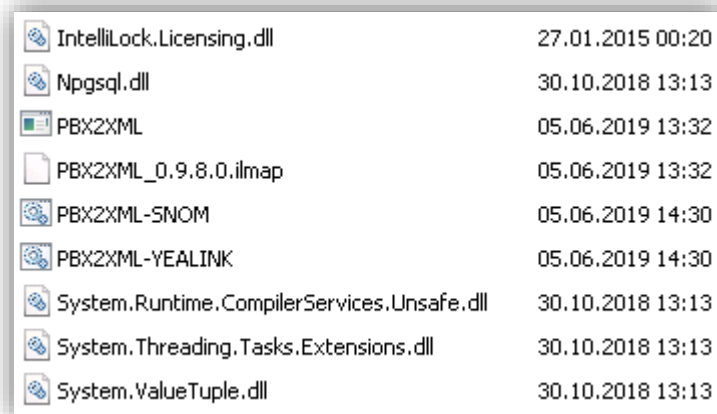 IntelliLock.Licensing.dll 27.01.2015 00:20
Npgsql.dll 30.10.2018 13:13
PBX2XML 05.06.2019 13:32
PBX2XML_0.9.8.0.ilmap 05.06.2019 13:32
PBX2XML-SNOM 05.06.2019 14:30
PBX2XML-YEALINK 05.06.2019 14:30
System.Runtime.CompilerServices.Unsafe.dll 30.10.2018 13:13
System.Threading.Tasks.Extensions.dll 30.10.2018 13:13
System.ValueTuple.dll 30.10.2018 13:13